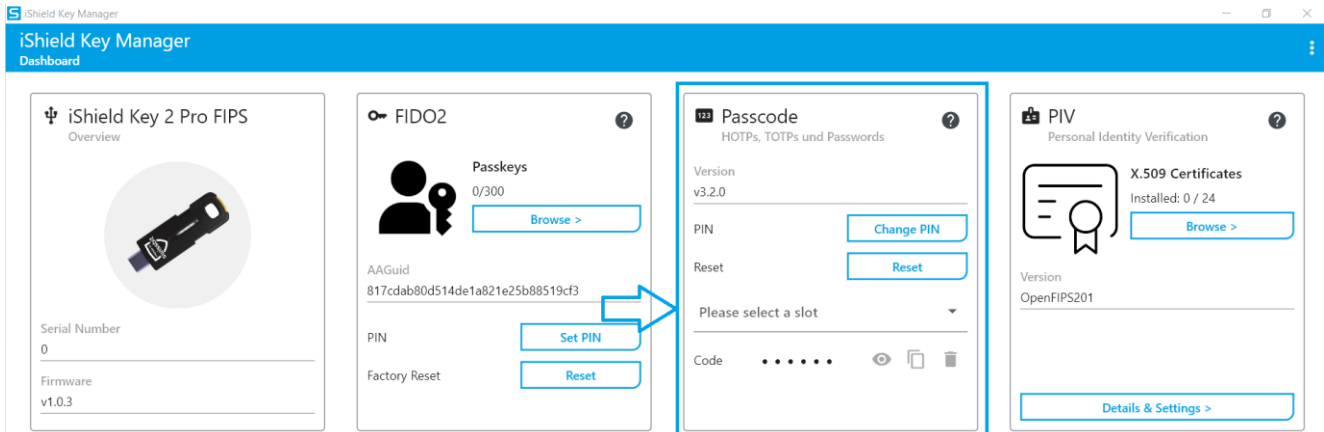 iShield Key Manager
iShield Key Manager
Dashboard
iShield Key 2 Pro FIPS
Overview
Serial Number
0
Firmware
v1.0.3
FIDO2
?
Passkeys
0/300
Browse >
AAGuid
817cdab80d514de1a821e25b88519cf3
PIN
Set PIN
Factory Reset
Reset
123
Passcode
?
HOTPs, TOTPs und Passwords
Version
v3.2.0
PIN
Change PIN
Reset
Reset
Please select a slot
Code ••••••
PIV
?
Personal Identity Verification
X.509 Certificates
Installed: 0 / 24
Browse >
Version
OpenFIPS201
Details & Settings >